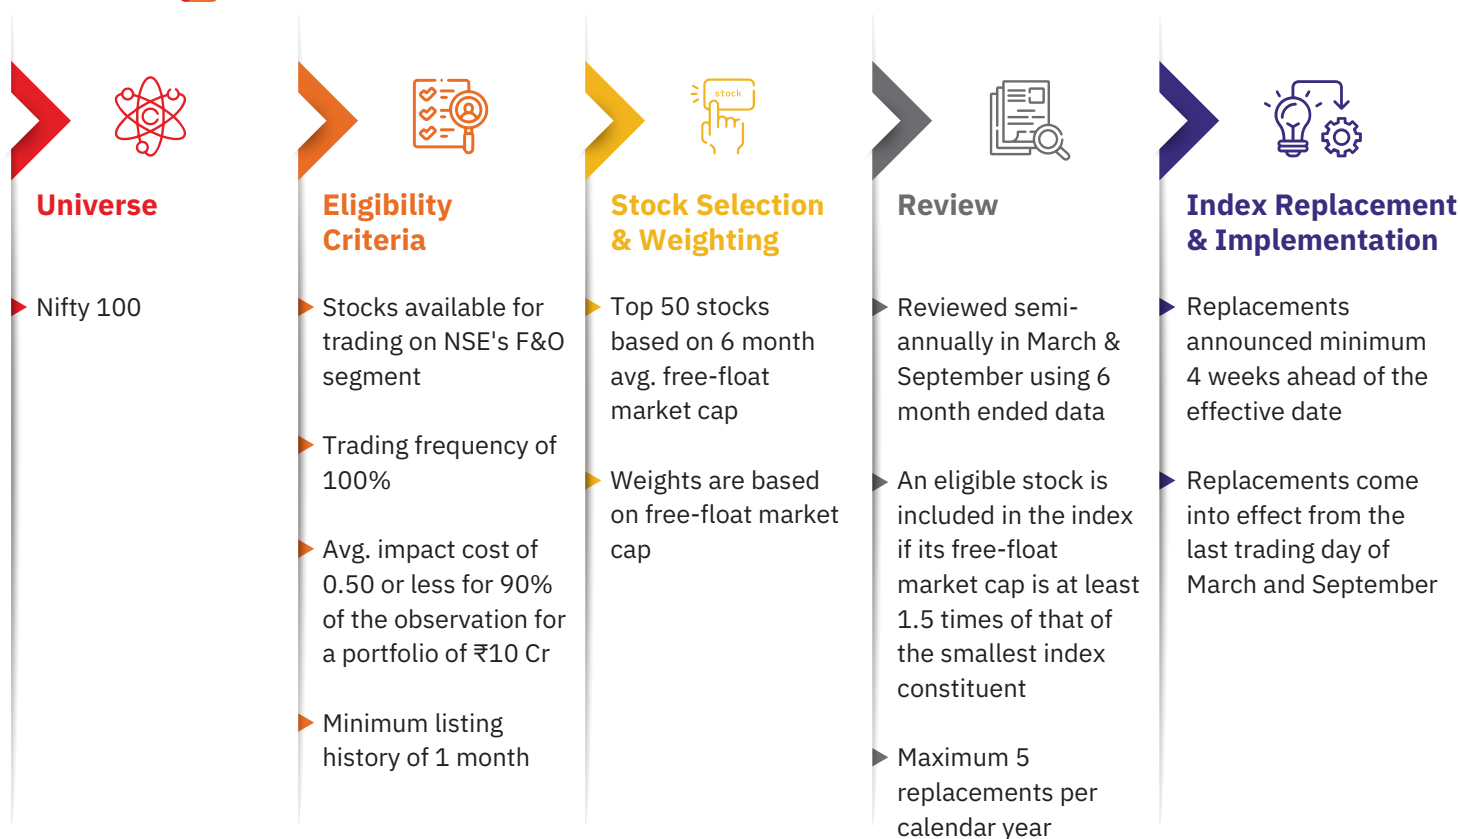 Universe
Nifty 100
Eligibility
Criteria
Stocks available for
trading on NSE's F&O
segment
Trading frequency of
100%
Avg. impact cost of
0.50 or less for 90%
of the observation for
a portfolio of ₹10 Cr
Minimum listing
history of 1 month
stock
Stock Selection
& Weighting
Top 50 stocks
based on 6 month
avg. free-float
market cap
Weights are based
on free-float market
cap
Review
Reviewed semi-
annually in March &
September using 6
month ended data
An eligible stock is
included in the index
if its free-float
market cap is at least
1.5 times of that of
the smallest index
constituent
Maximum 5
replacements per
calendar year
Index Replacement
& Implementation
Replacements
announced minimum
4 weeks ahead of the
effective date
Replacements come
into effect from the
last trading day of
March and September